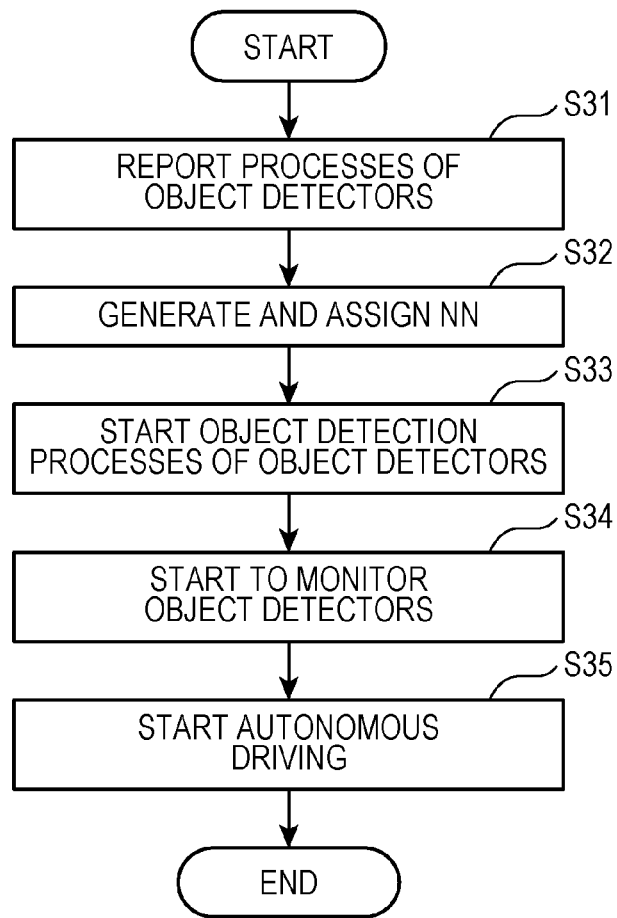 START
S31
REPORT PROCESSES OF
OBJECT DETECTORS
S32
GENERATE AND ASSIGN NN
S33
START OBJECT DETECTION
PROCESSES OF OBJECT DETECTORS
S34
START TO MONITOR
OBJECT DETECTORS
S35
START AUTONOMOUS
DRIVING
END